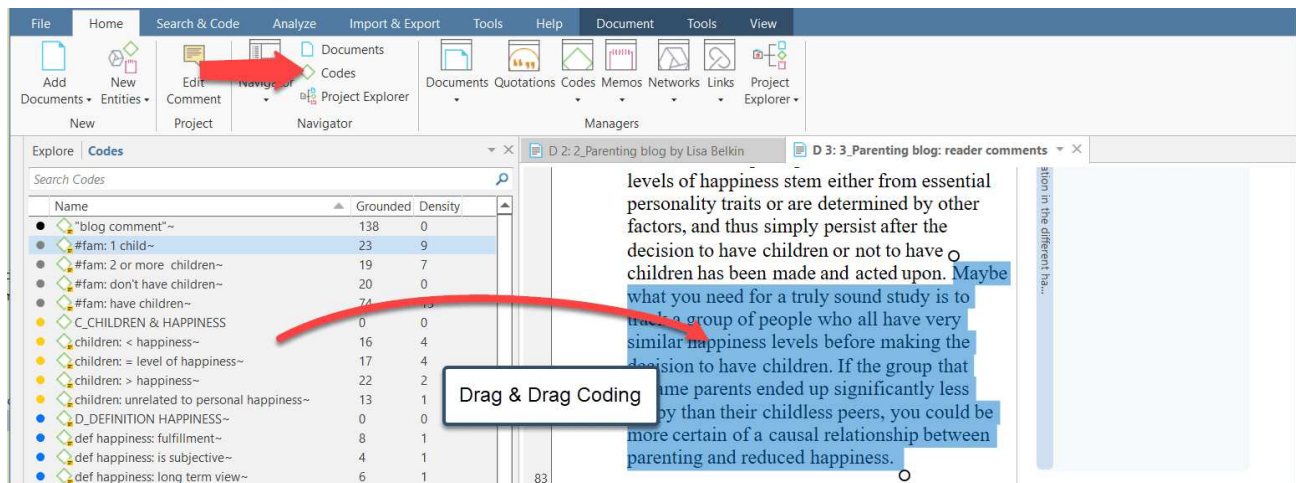 File Home Search & Code Analyze Import & Export Tools Help Document Tools View
Documents
Codes
Project Explorer
Add Documents
New Entities
Edit Comment
Navigator
Documents Quotations Codes Memos Networks Links Project Explorer
New Project Navigator Managers
Explore Codes
Search Codes
Name Grounded Density
"blog comment"~ 138 0
#fam: 1 child~ 23 9
#fam: 2 or more children~ 19 7
#fam: don't have children~ 20 0
#fam: have children~ 74
C_CHILDREN & HAPPINESS 0 0
children: < happiness~ 16 4
children: = level of happiness~ 17 4
children: > happiness~ 22 2
children: unrelated to personal happiness~ 13 1
D_DEFINITION HAPPINESS~ 0 0
def happiness: fulfillment~ 8 1
def happiness: is subjective~ 4 1
def happiness: long term view~ 6 1
Drag & Drag Coding
D 2: 2_Parenting blog by Lisa Belkin
D 3: 3_Parenting blog: reader comments
levels of happiness stem either from essential
personality traits or are determined by other
factors, and thus simply persist after the
decision to have children or not to have
children has been made and acted upon. Maybe
what you need for a truly sound study is to
track a group of people who all have very
similar happiness levels before making the
decision to have children. If the group that
ame parents ended up significantly less
py than their childless peers, you could be
more certain of a causal relationship between
parenting and reduced happiness.
83
ation in the different ha...